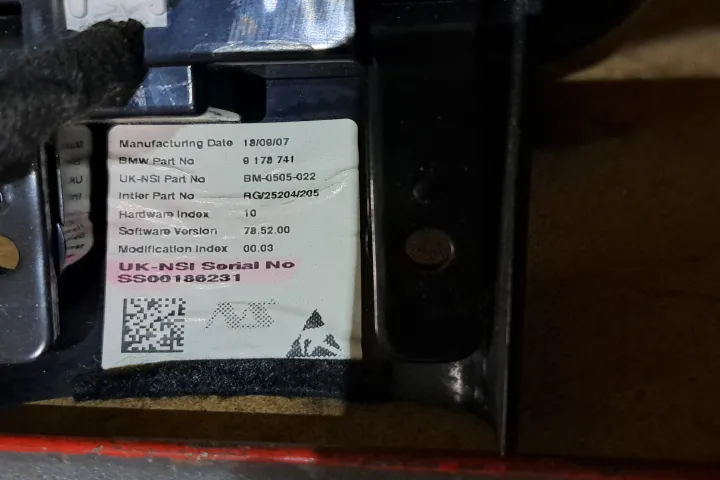 Manufacturing Date 18/09/07
BMW Part No 9 178 741
UK-NSI Part No BM-0505-022
Intier Part No RG/25204/205
Hardware Index 10
Software Version 78.52.00
Modification Index 00.03
UK-NSI Serial No
SS00186231